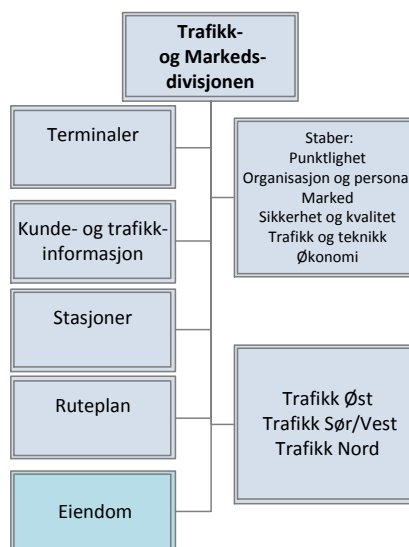 Trafikk-
og Markeds-
divisjonen
Terminaler
Kunde- og trafikk-
informasjon
Stasjoner
Ruteplan
Eiendom
Staber:
Punktlighet
Organisasjon og persona
Marked
Sikkerhet og kvalitet
Trafikk og teknikk
Økonomi
Trafikk Øst
Trafikk Sør/Vest
Trafikk Nord